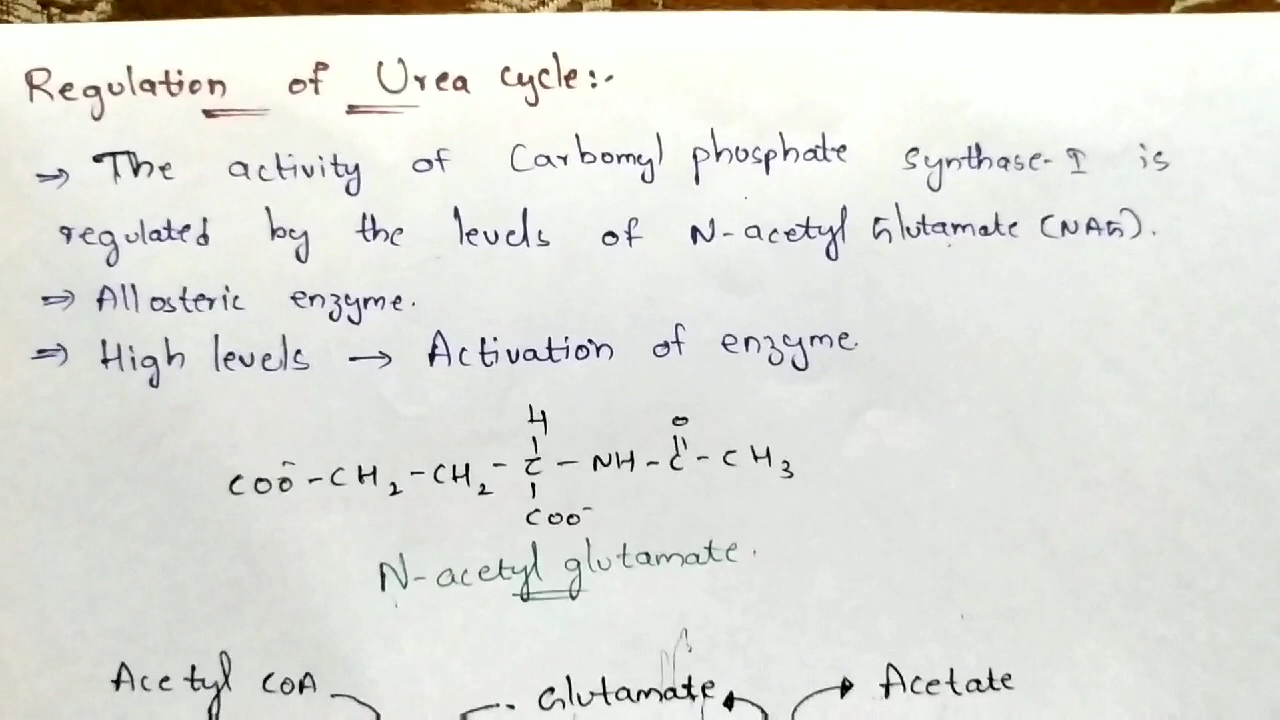 Regulation of Urea cycle:-
⇒ The activity of Carbomyl phosphate synthase-I is
regulated by the levels of N-acetyl Glutamate (NAG).
⇒ Allosteric enzyme.
⇒ High levels → Activation of enzyme
H O
COO⁻-CH₂-CH₂-C-NH-C-CH₃
COO⁻
N-acetyl glutamate.
Acetyl COA Glutamate Acetate